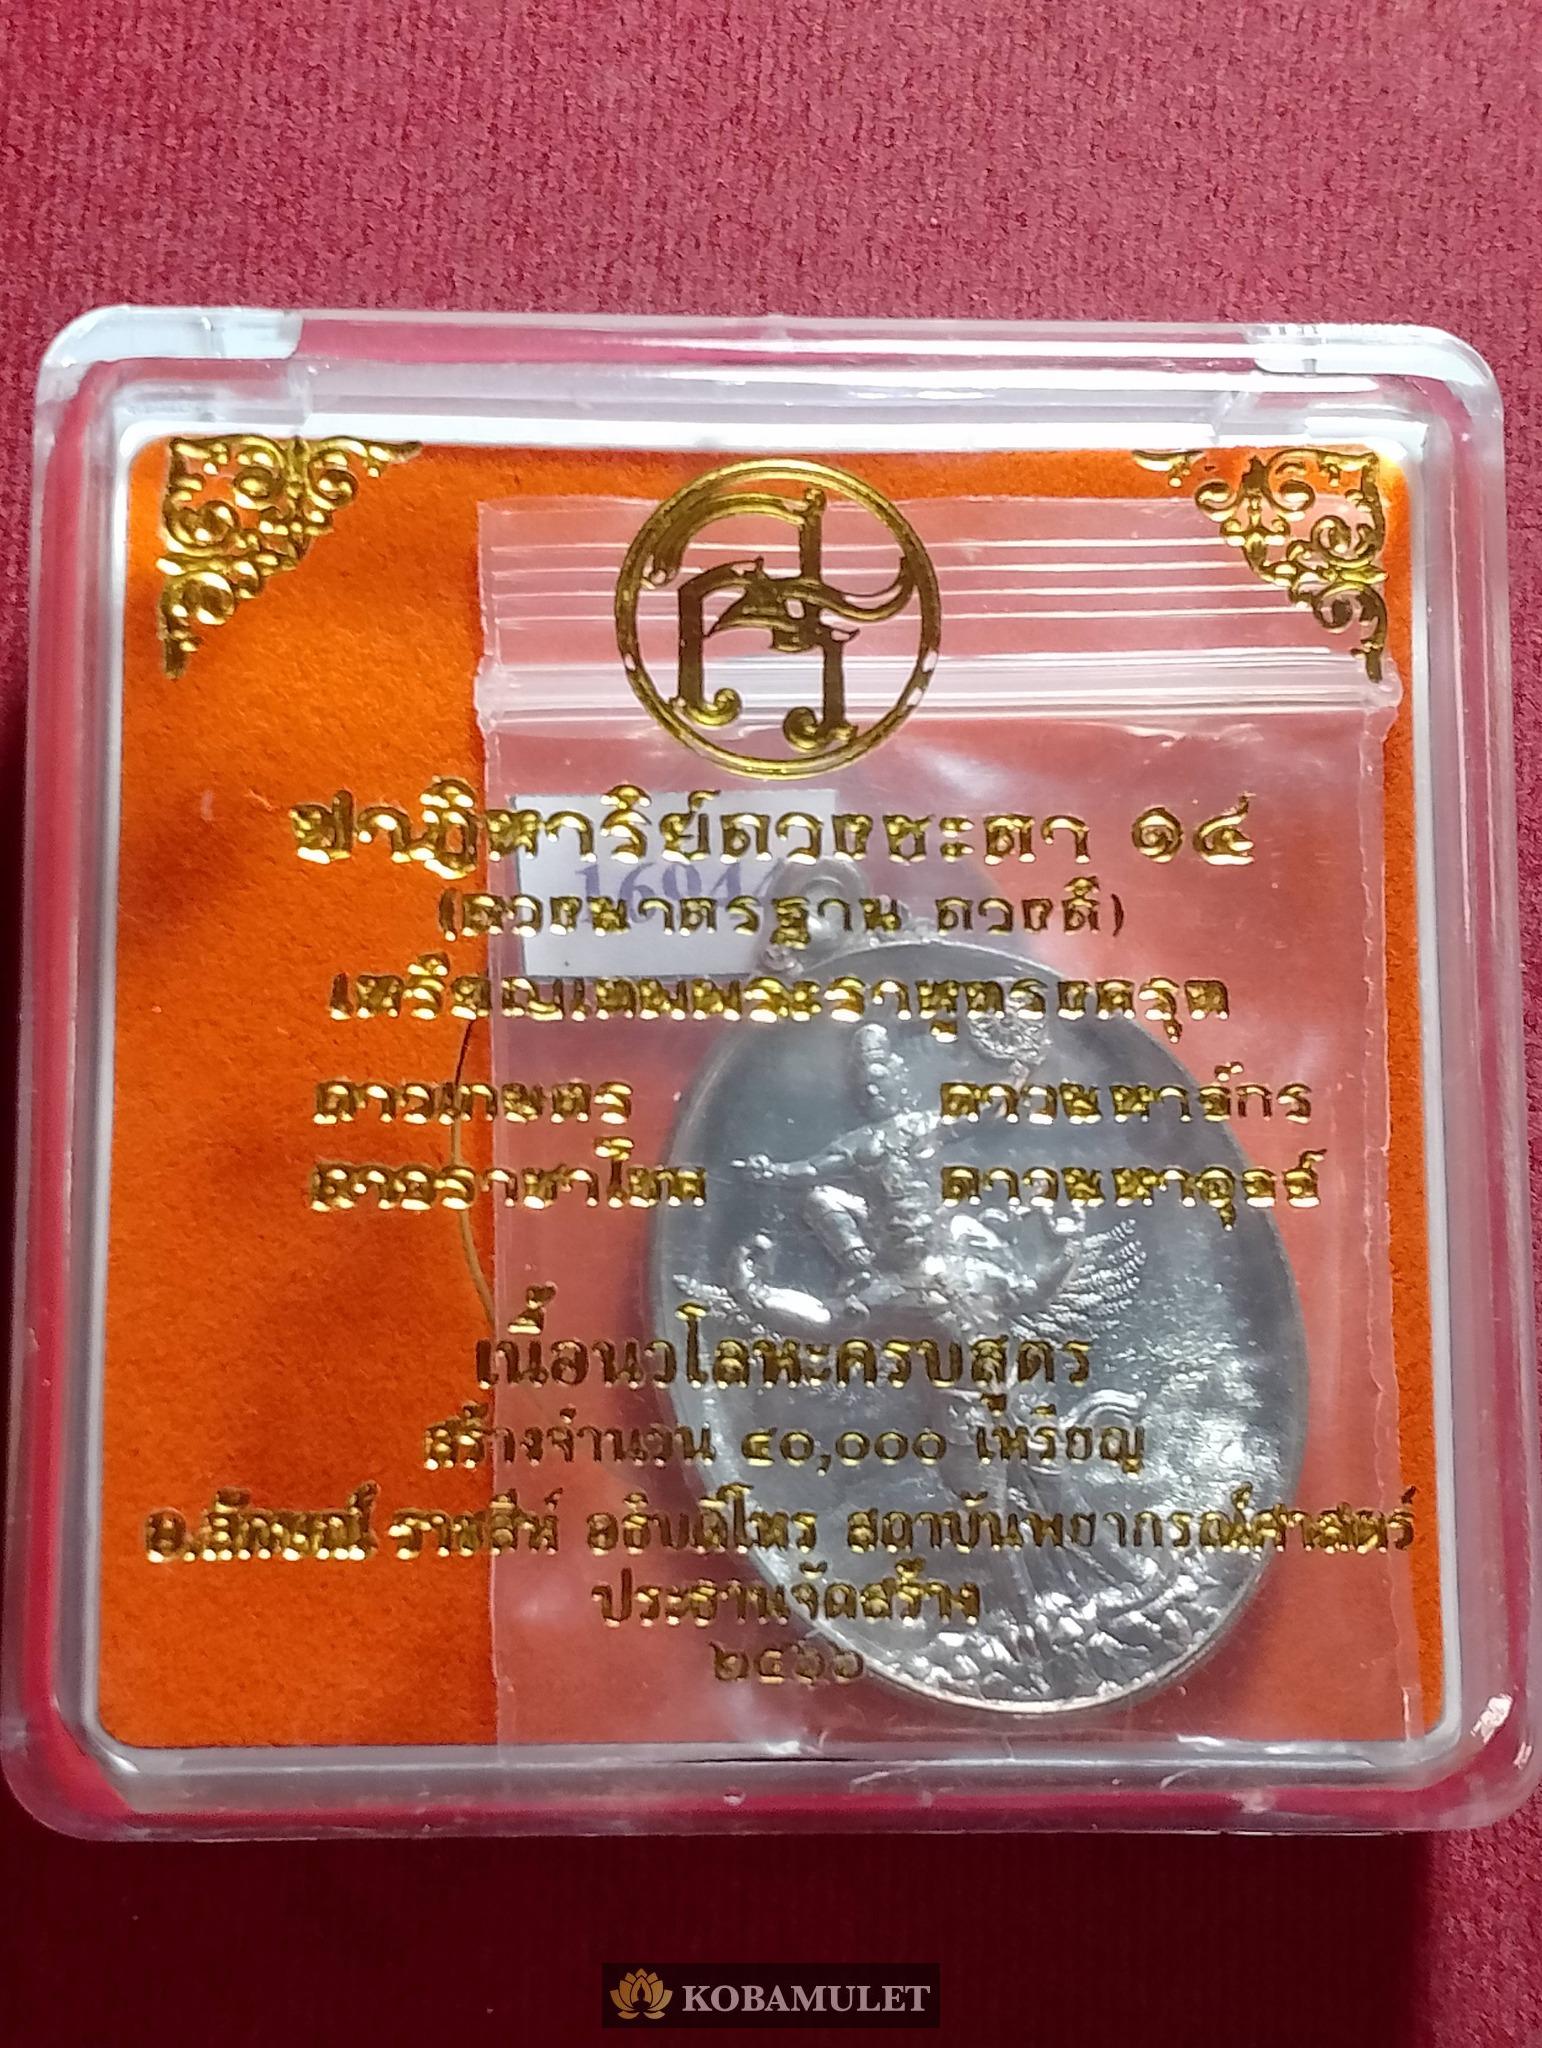 ปาฏิหาริย์ดวงชะตา ๑๔
16944
(ดวงมาตรฐาน ดวงดี)
เหรียญเทพพระราหูทรงครุฑ
ดาวเกษตร ดาวมหาจักร
ดาวราชาโชค ดาวมหาอุจจ์
เนื้อนวโลหะครบสูตร
สร้างจำนวน ๔๐,๐๐๐ เหรียญ
อ.ลักษณ์ ราชสีห์ อธิบดีโหร สถาบันพยากรณ์ศาสตร์
ประธานจัดสร้าง
๒๕๖๖
KOBAMULET